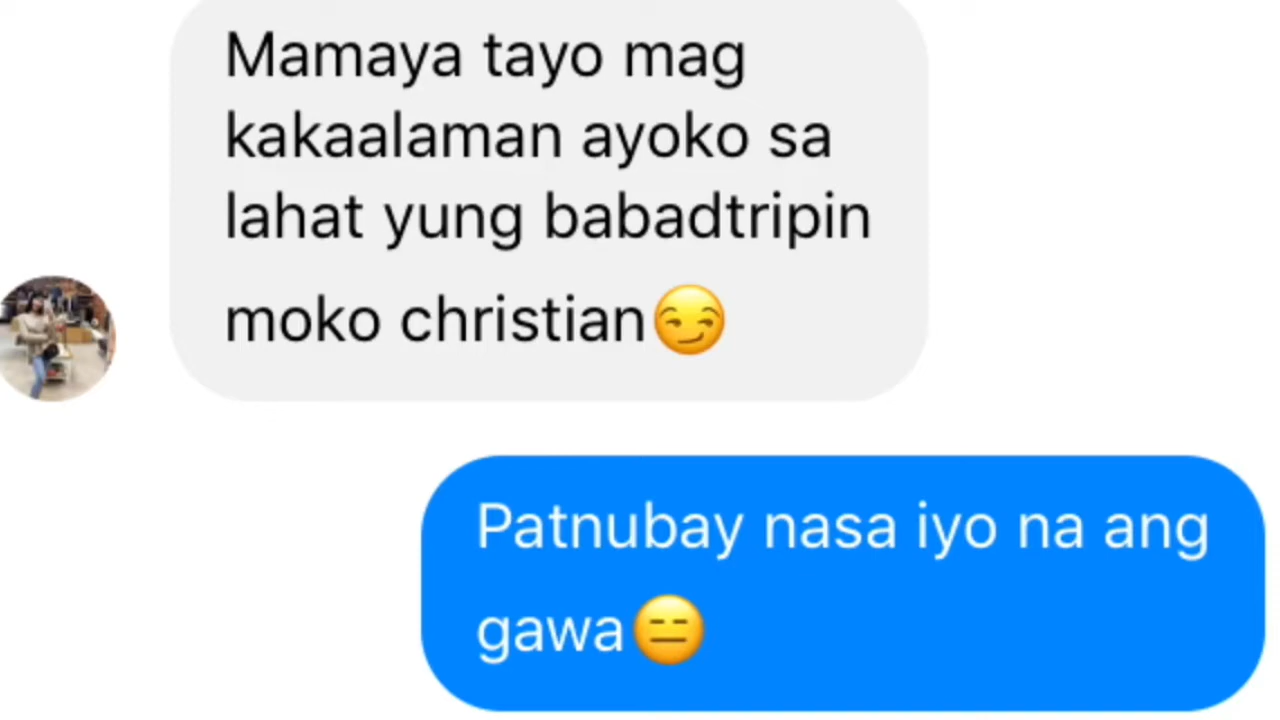 Mamaya tayo mag
kakaalaman ayoko sa
lahat yung babadtripin
moko christian😏
Patnubay nasa iyo na ang
gawa😑